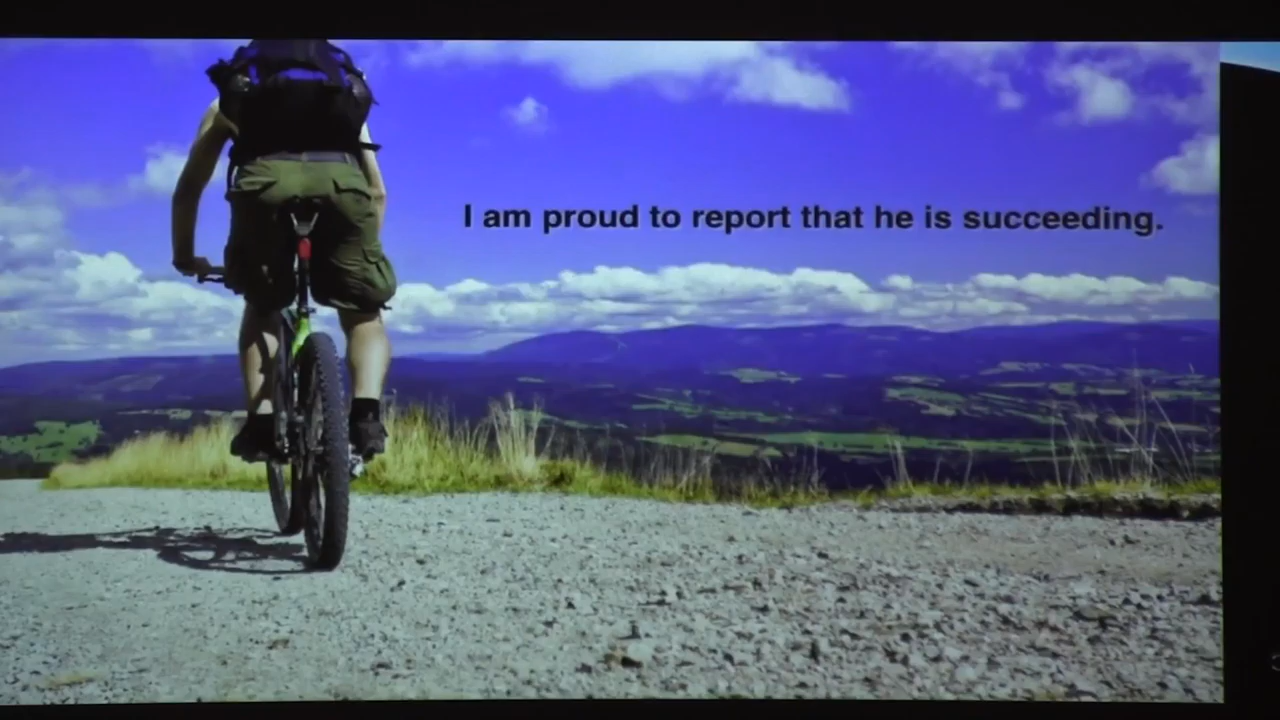 I am proud to report that he is succeeding.